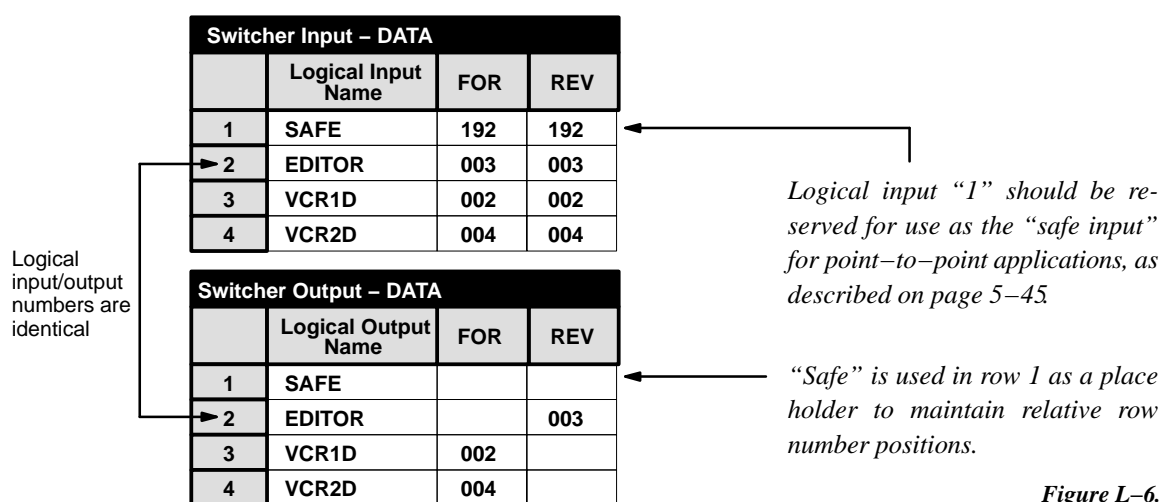 Switcher Input – DATA
Logical Input Name FOR REV
1 SAFE 192 192
2 EDITOR 003 003
3 VCR1D 002 002
4 VCR2D 004 004
Logical
input/output
numbers are
identical
Logical input “1” should be re-
served for use as the “safe input”
for point–to–point applications, as
described on page 5–45.
Switcher Output – DATA
Logical Output Name FOR REV
1 SAFE
2 EDITOR 003
3 VCR1D 002
4 VCR2D 004
“Safe” is used in row 1 as a place
holder to maintain relative row
number positions.
Figure L–6.